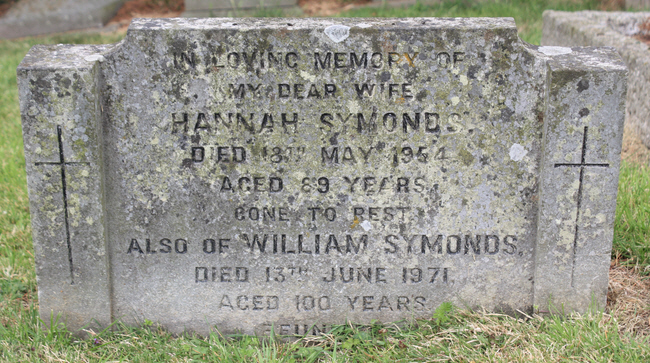 IN LOVING MEMORY OF
MY DEAR WIFE
HANNAH SYMONDS.
DIED 18TH MAY 1954
AGED 89 YEARS
GONE TO REST
ALSO OF WILLIAM SYMONDS,
DIED 13TH JUNE 1971.
AGED 100 YEARS